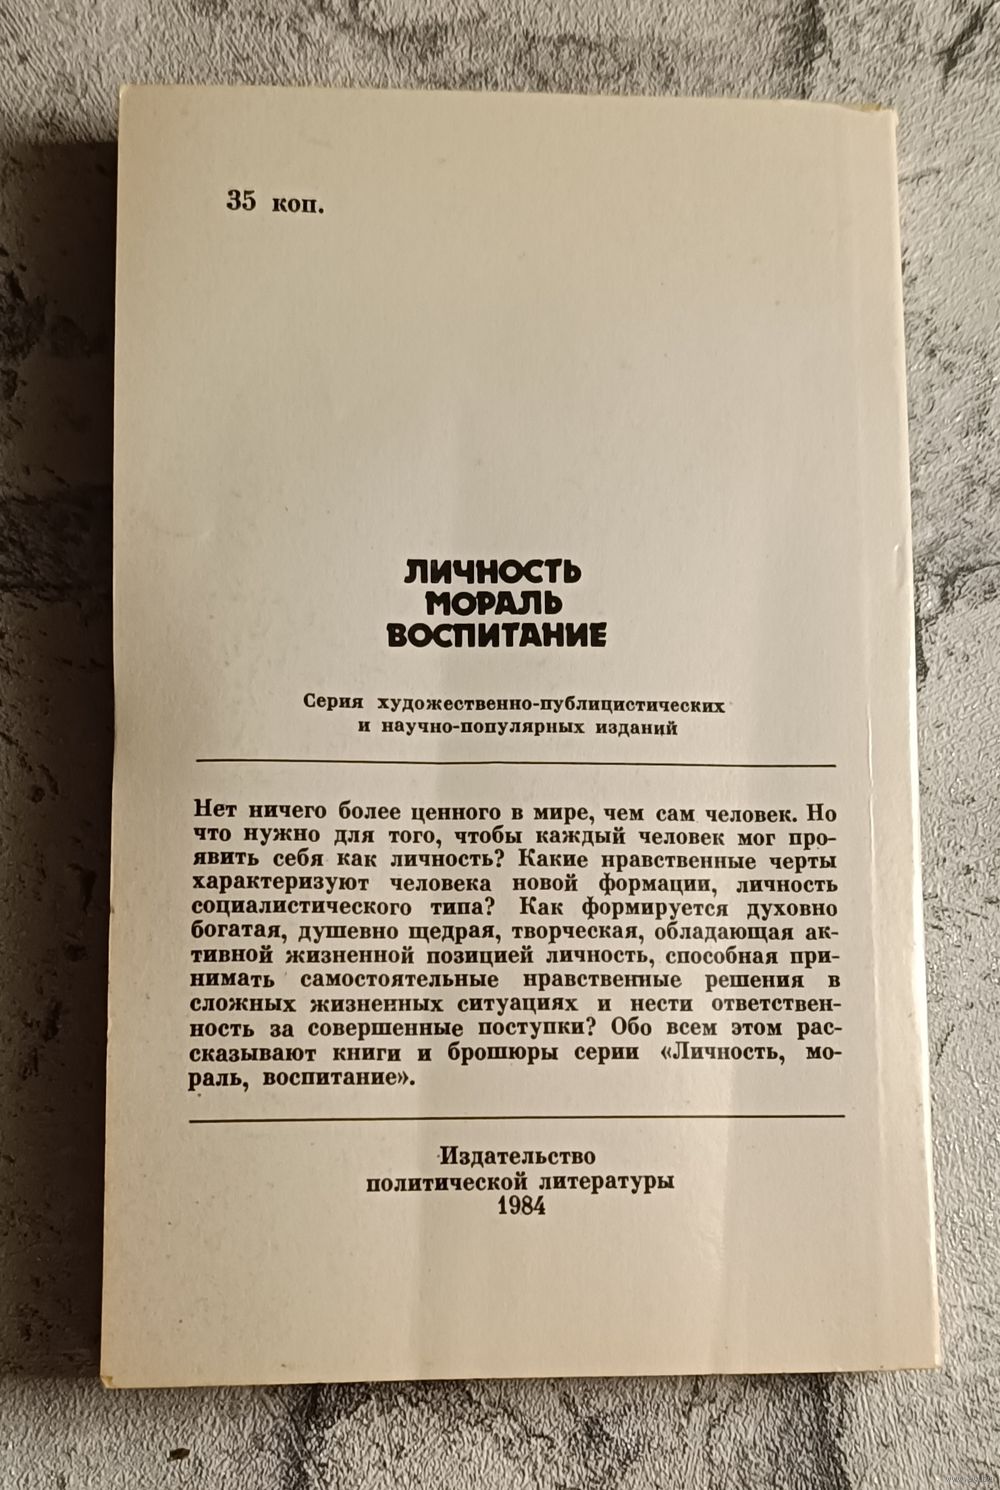 35 коп.
ЛИЧНОСТЬ
МОРАЛЬ
ВОСПИТАНИЕ
Серия художественно-публицистических
и научно-популярных изданий
Нет ничего более ценного в мире, чем сам человек. Но
что нужно для того, чтобы каждый человек мог про-
явить себя как личность? Какие нравственные черты
характеризуют человека новой формации, личность
социалистического типа? Как формируется духовно
богатая, душевно щедрая, творческая, обладающая ак-
тивной жизненной позицией личность, способная при-
нимать самостоятельные нравственные решения в
сложных жизненных ситуациях и нести ответствен-
ность за совершенные поступки? Обо всем этом рас-
сказывают книги и брошюры серии «Личность, мо-
раль, воспитание».
Издательство
политической литературы
1984